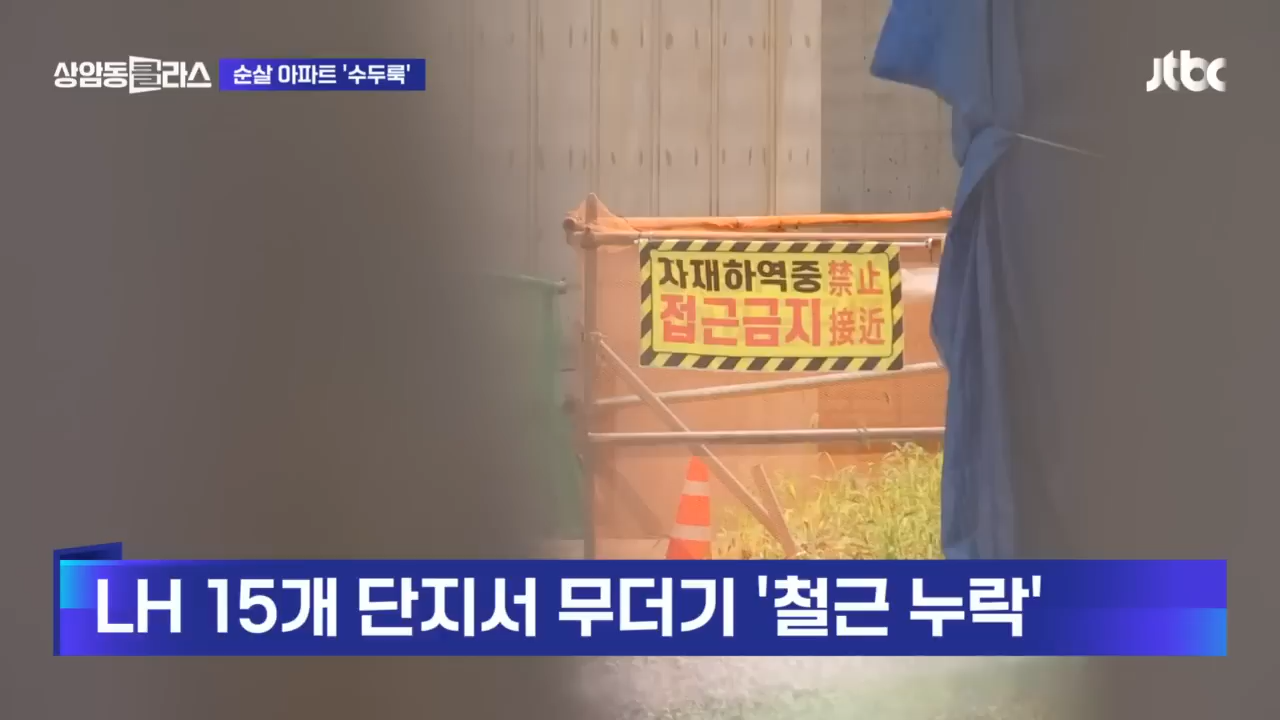 상암동클라스 순살 아파트 '수두룩'
jtbc
자재하역중 禁止
접근금지 接近
LH 15개 단지서 무더기 '철근 누락'